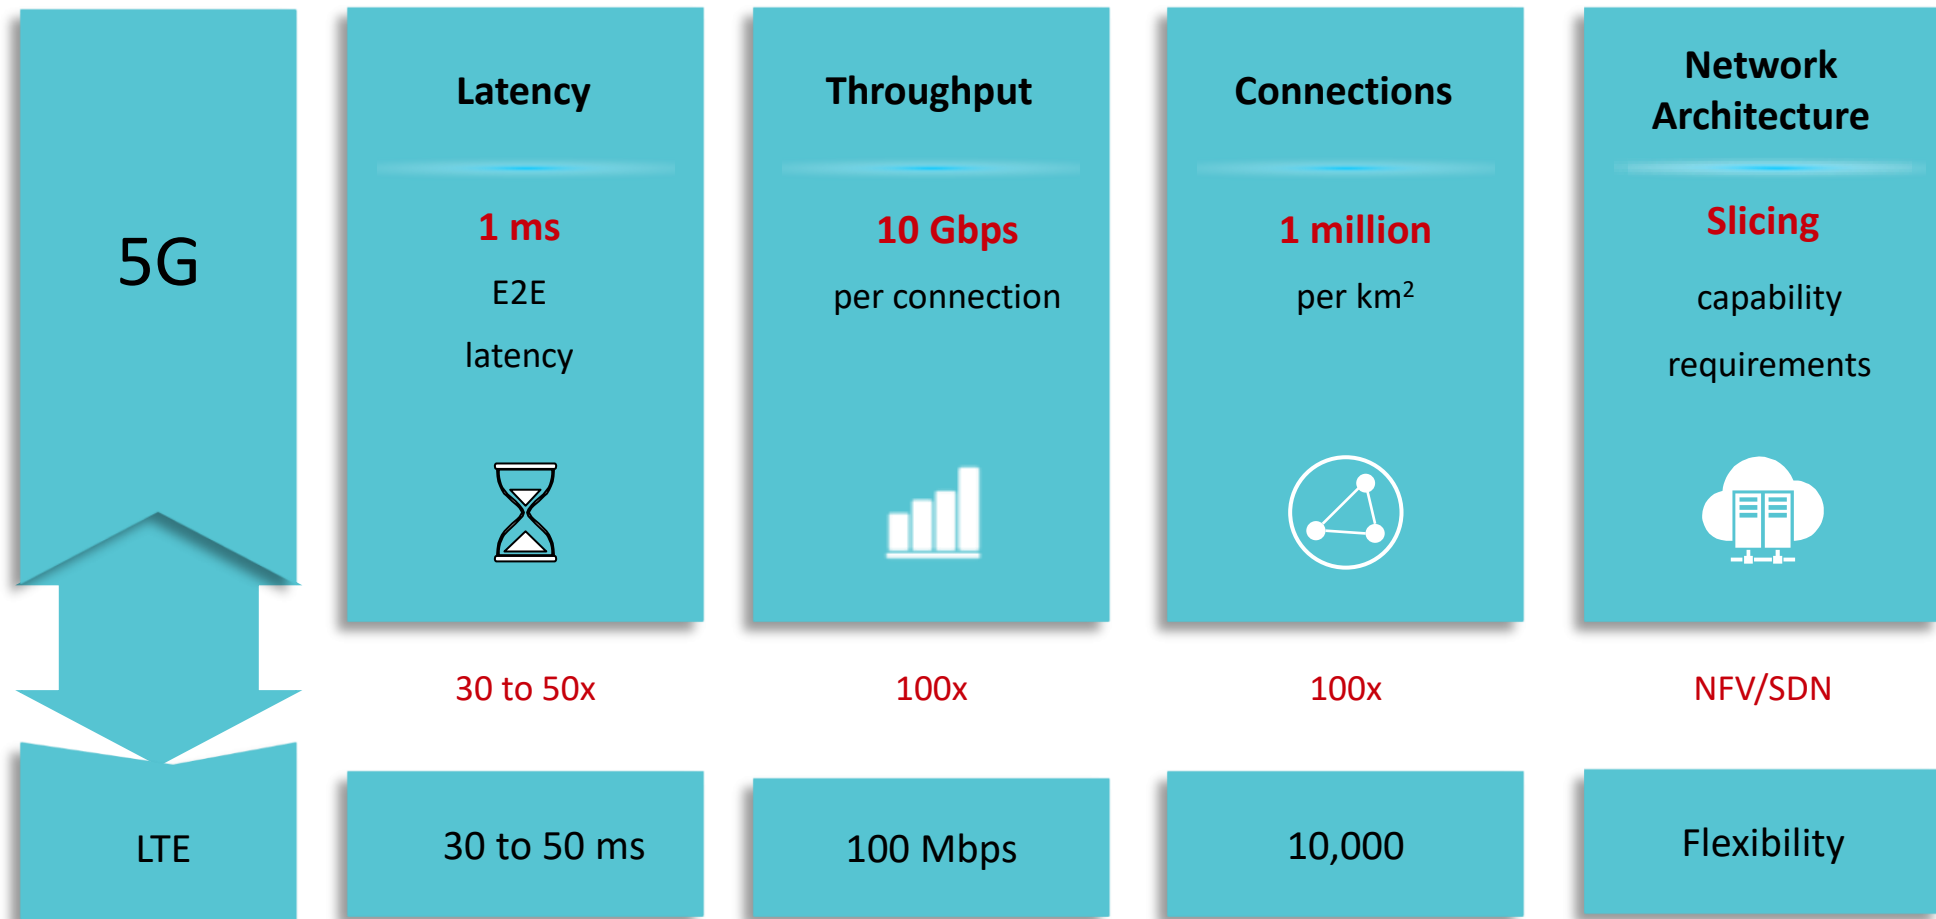 5G
Latency
1 ms
E2E
latency
Throughput
10 Gbps
per connection
Connections
1 million
per km²
Network
Architecture
Slicing
capability
requirements
30 to 50x
100x
100x
NFV/SDN
LTE
30 to 50 ms
100 Mbps
10,000
Flexibility